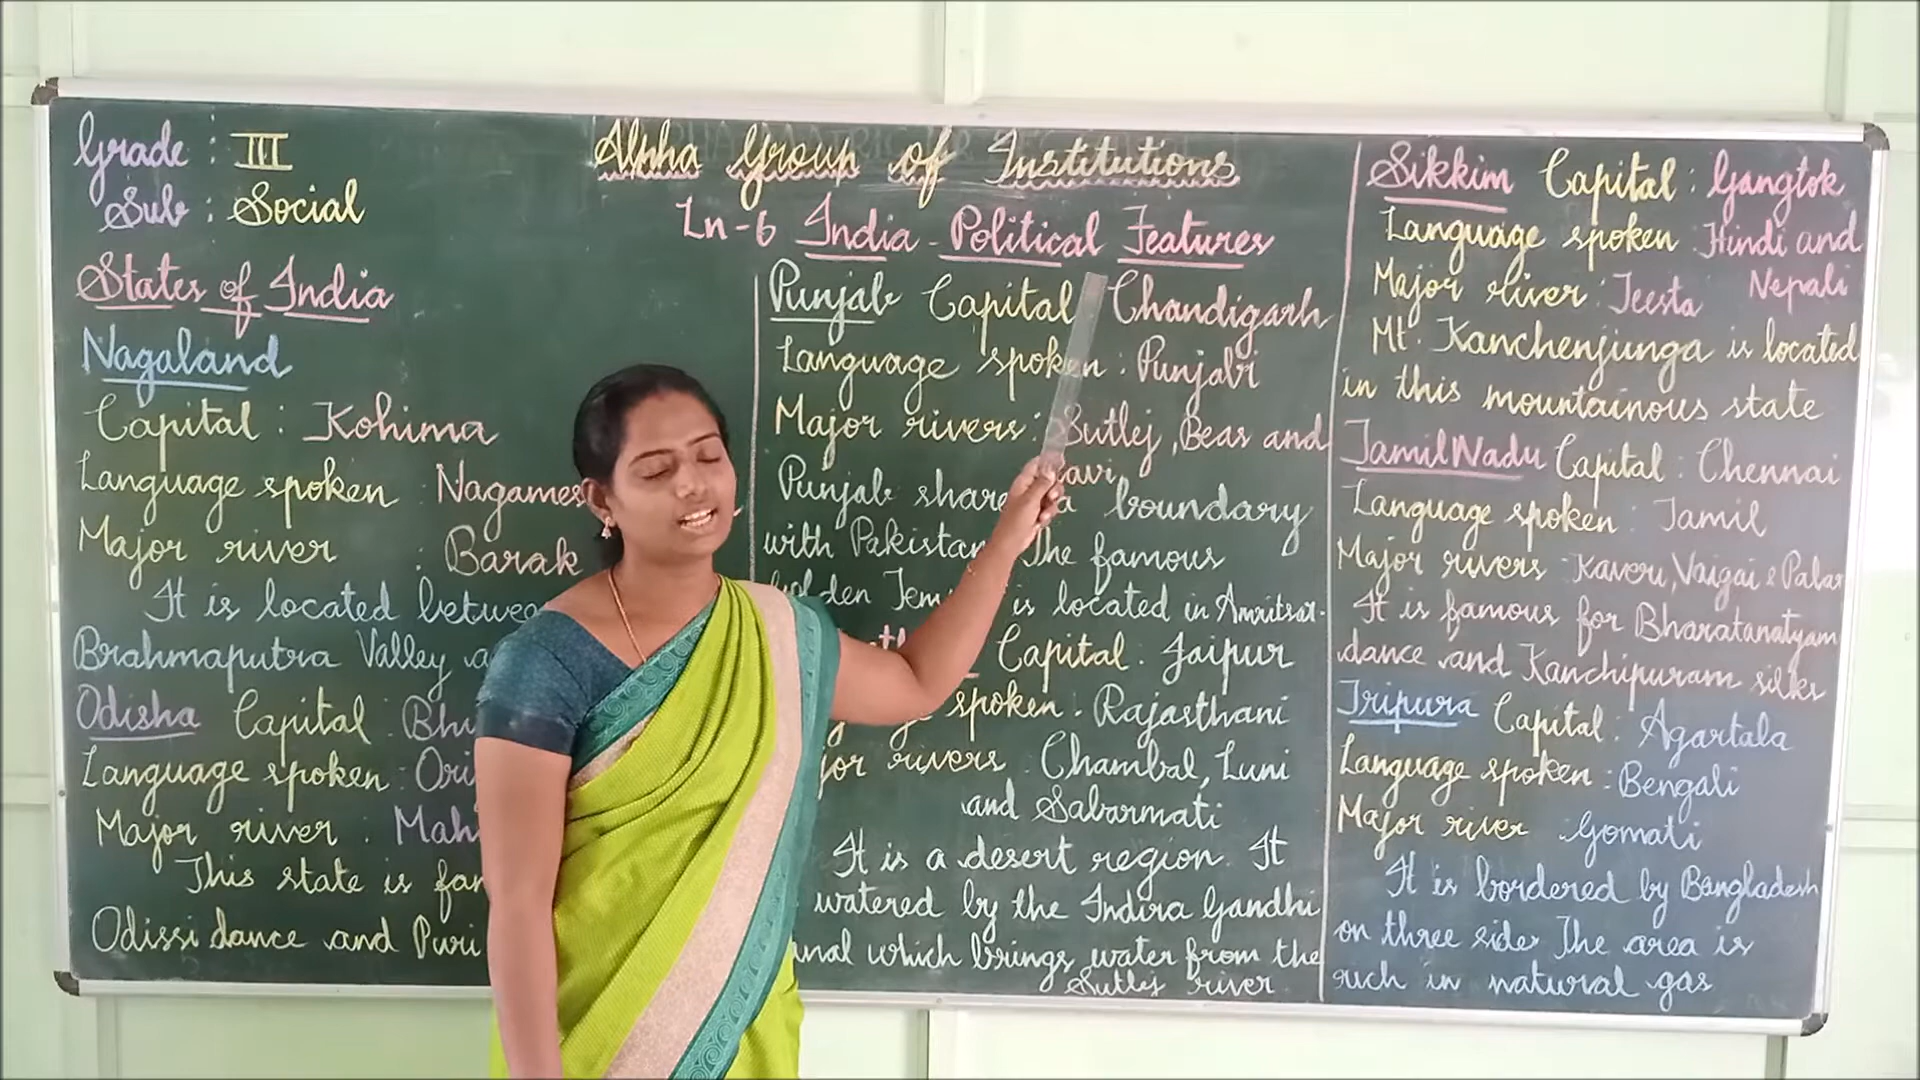 Grade : III
Sub : Social
Alpha Group of Institutions
Ln-6 India - Political Features
States of India
Nagaland
Capital : Kohima
Language spoken : Nagames
Major river : Barak
It is located betwee
Brahmaputra Valley
Odisha Capital : Bhu
Language spoken : Ori
Major river : Mah
This state is fam
Odissi dance and Puri
Punjab Capital : Chandigarh
Language spoken : Punjabi
Major rivers : Sutlej, Beas and
Ravi
Punjab share a boundary
with Pakistan The famous
Golden Tem is located in Amritsar.
Capital : Jaipur
spoken : Rajasthani
jor rivers : Chambal, Luni
and Sabarmati
It is a desert region. It
watered by the Indira Gandhi
anal which brings water from the
Sutlej river
Sikkim Capital : Gangtok
Language spoken : Hindi and
Nepali
Major river : Teesta
Mt. Kanchenjunga is located
in this mountainous state
TamilNadu Capital : Chennai
Language spoken : Tamil
Major rivers : Kaveri, Vaigai & Palar
It is famous for Bharatanatyam
dance and Kanchipuram silks
Tripura Capital : Agartala
Language spoken : Bengali
Major river Gomati
It is bordered by Bangladesh
on three side. The area is
rich in natural gas